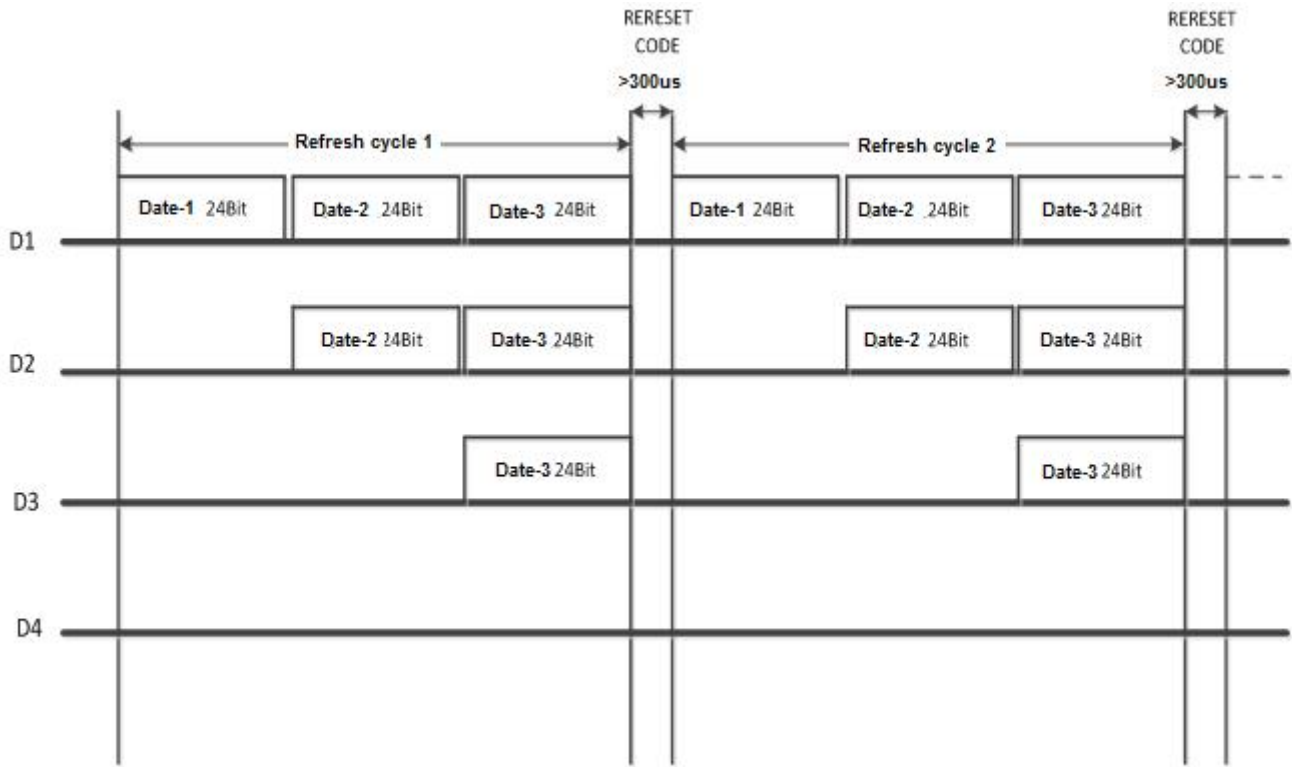 RERESET
CODE
>300us
RERESET
CODE
>300us
Refresh cycle 1
Refresh cycle 2
Date-1 24Bit
Date-2 24Bit
Date-3 24Bit
Date-1 24Bit
Date-2 24Bit
Date-3 24Bit
D1
Date-2 24Bit
Date-3 24Bit
Date-2 24Bit
Date-3 24Bit
D2
Date-3 24Bit
Date-3 24Bit
D3
D4